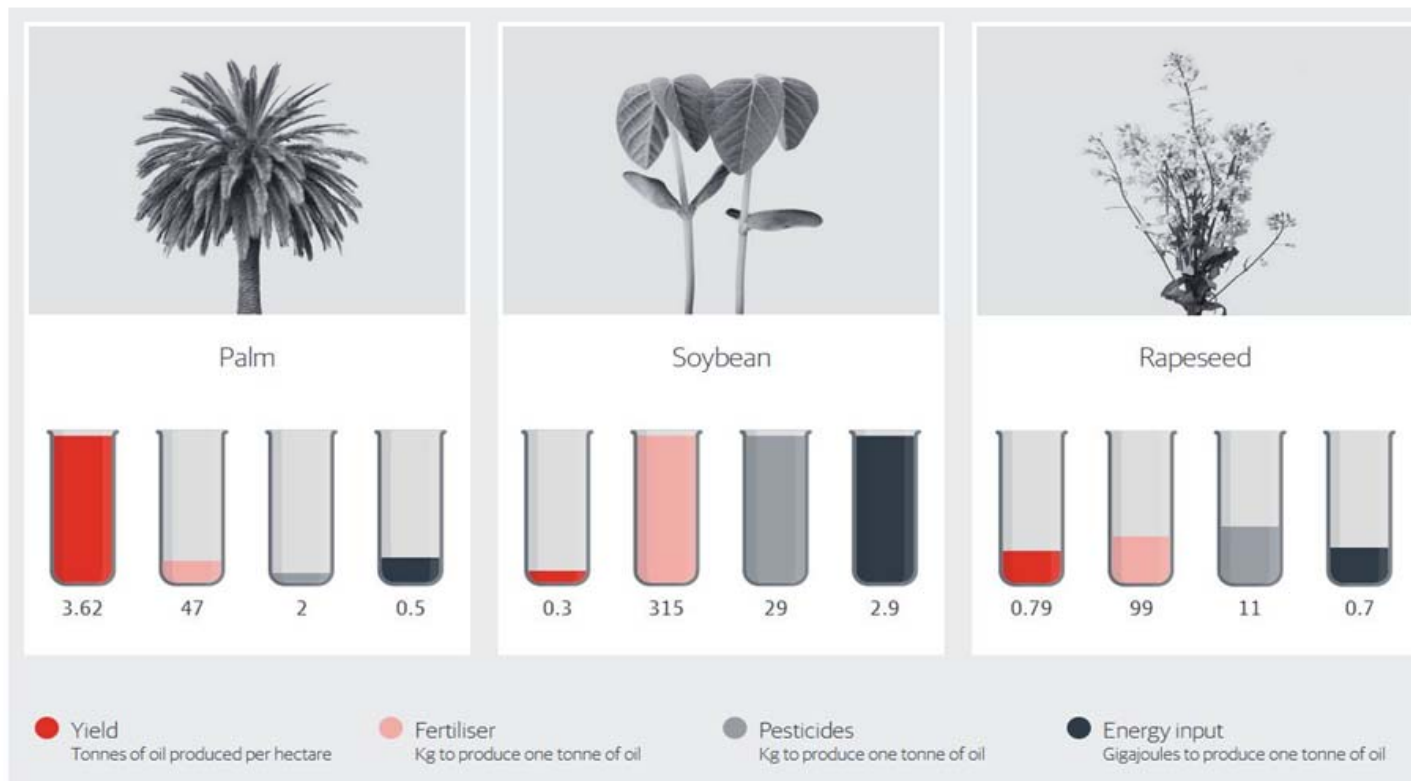 Palm
3.62 47 2 0.5
Soybean
0.3 315 29 2.9
Rapeseed
0.79 99 11 0.7
Yield
Tonnes of oil produced per hectare
Fertiliser
Kg to produce one tonne of oil
Pesticides
Kg to produce one tonne of oil
Energy input
Gigajoules to produce one tonne of oil